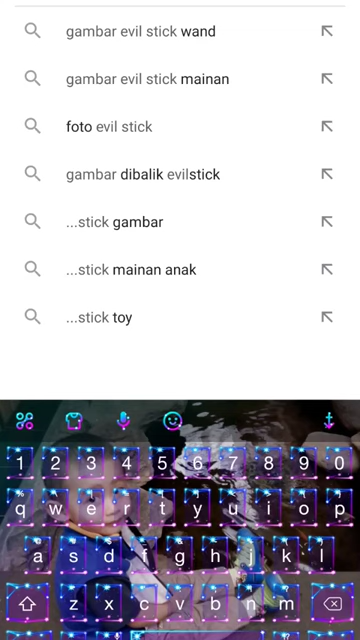 gambar evil stick wand
gambar evil stick mainan
foto evil stick
gambar dibalik evilstick
...stick gambar
...stick mainan anak
...stick toy
1 2 3 4 5 6 7 8 9 0
q w e r t y u i o p
a s d f g h j k l
z x c v b n m